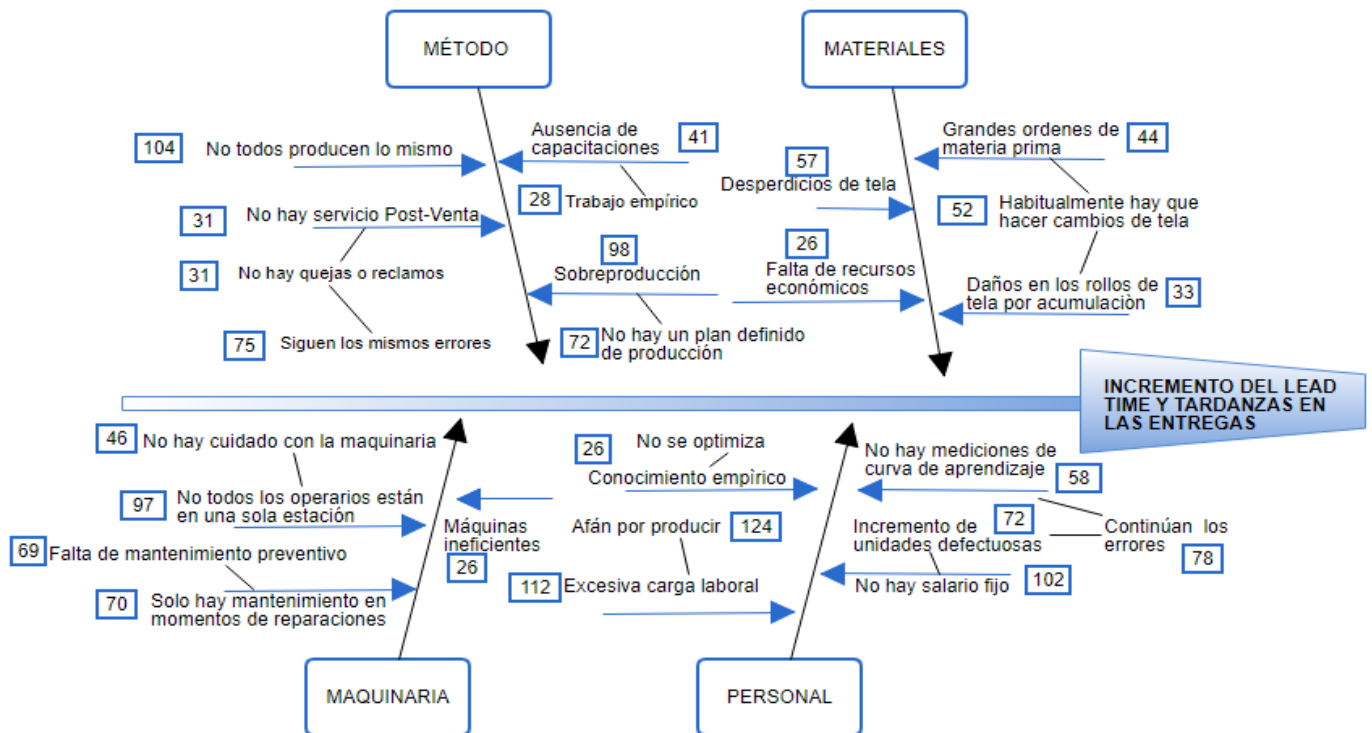 MÉTODO
MATERIALES
104
No todos producen lo mismo
Ausencia de
capacitaciones
41
28
Trabajo empírico
31
No hay servicio Post-Venta
31
No hay quejas o reclamos
75
Siguen los mismos errores
98
Sobreproducción
72
No hay un plan definido
de producción
Grandes ordenes de
materia prima
44
57
Desperdicios de tela
52
Habitualmente hay que
hacer cambios de tela
26
Falta de recursos
económicos
Daños en los rollos de
tela por acumulaciòn
33
INCREMENTO DEL LEAD
TIME Y TARDANZAS EN
LAS ENTREGAS
46
No hay cuidado con la maquinaria
97
No todos los operarios están
en una sola estación
69
Falta de mantenimiento preventivo
70
Solo hay mantenimiento en
momentos de reparaciones
Máquinas
ineficientes
26
26
No se optimiza
Conocimiento empìrico
Afán por producir
124
112
Excesiva carga laboral
No hay mediciones de
curva de aprendizaje
58
72
Incremento de
unidades defectuosas
Continúan los
errores
78
No hay salario fijo
102
MAQUINARIA
PERSONAL